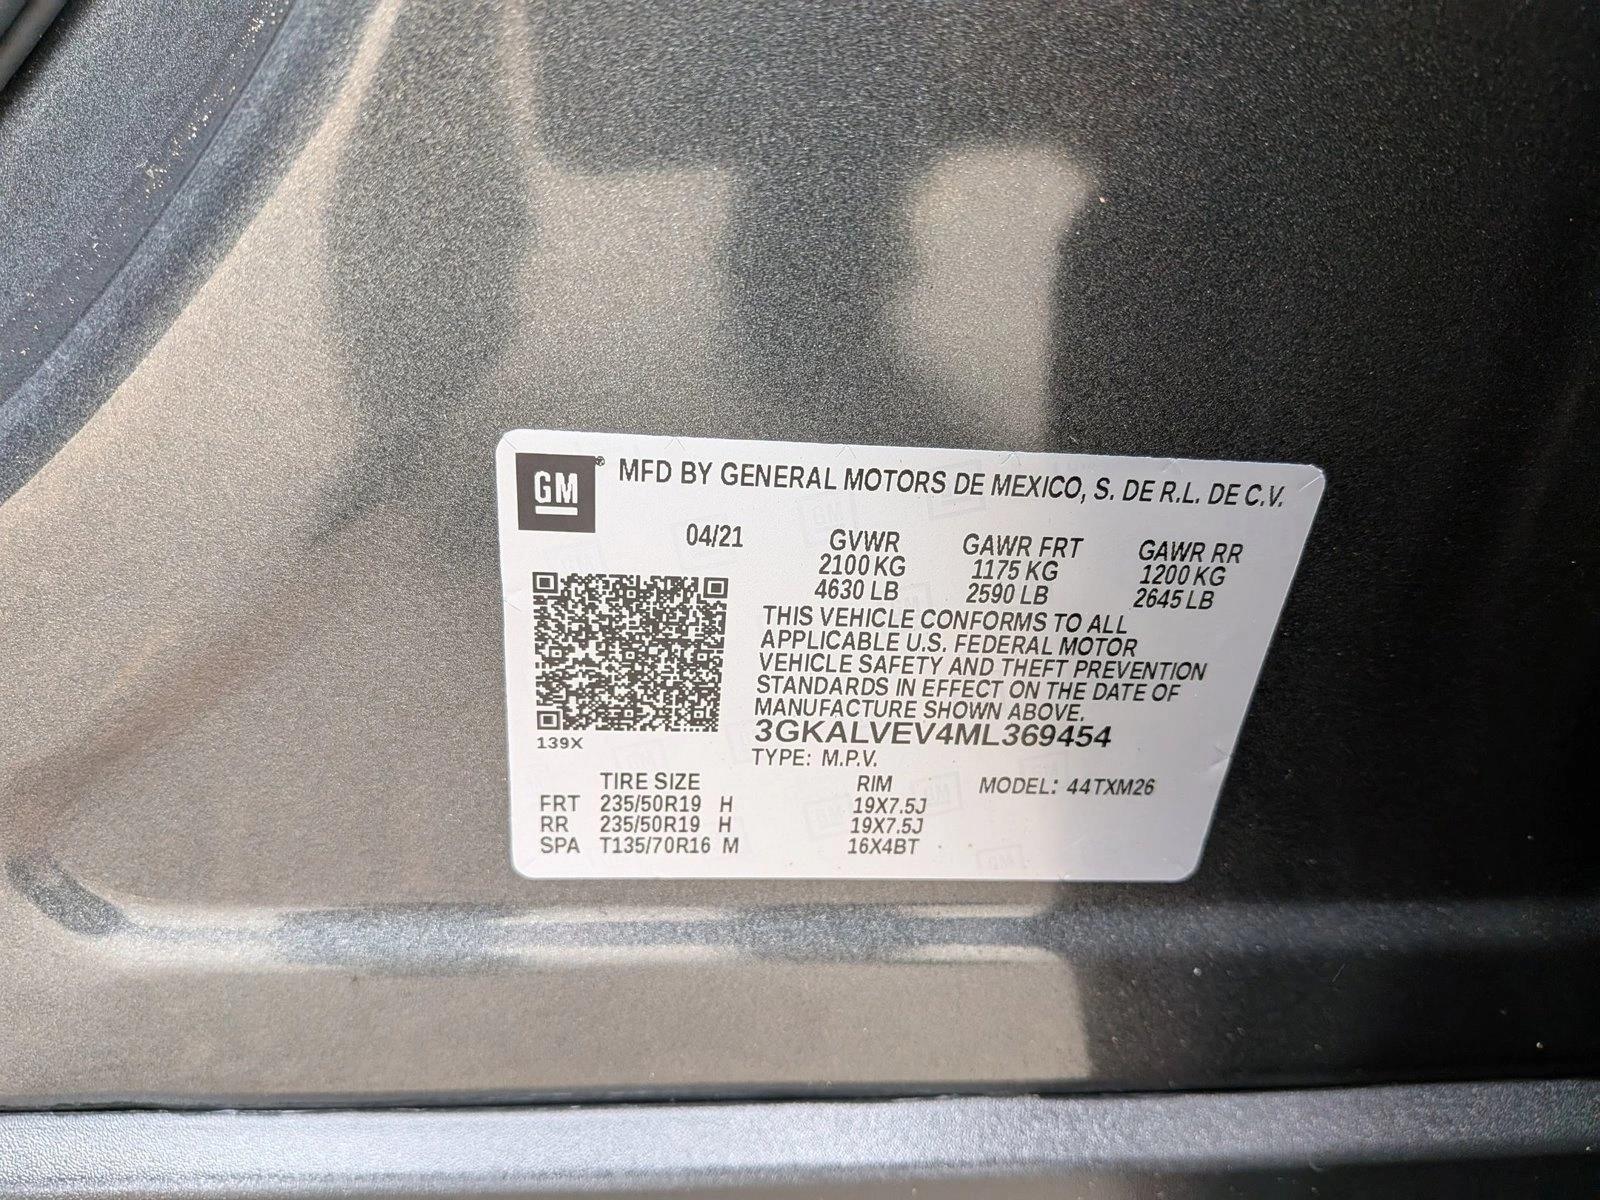 GM® MFD BY GENERAL MOTORS DE MEXICO, S. DE R.L. DE C.V.
04/21 GVWR GAWR FRT GAWR RR
2100 KG 1175 KG 1200 KG
4630 LB 2590 LB 2645 LB
THIS VEHICLE CONFORMS TO ALL
APPLICABLE U.S. FEDERAL MOTOR
VEHICLE SAFETY AND THEFT PREVENTION
STANDARDS IN EFFECT ON THE DATE OF
MANUFACTURE SHOWN ABOVE.
3GKALVEV4ML369454
139X
TYPE: M.P.V.
TIRE SIZE RIM MODEL: 44TXM26
FRT 235/50R19 H 19X7.5J
RR 235/50R19 H 19X7.5J
SPA T135/70R16 M 16X4BT